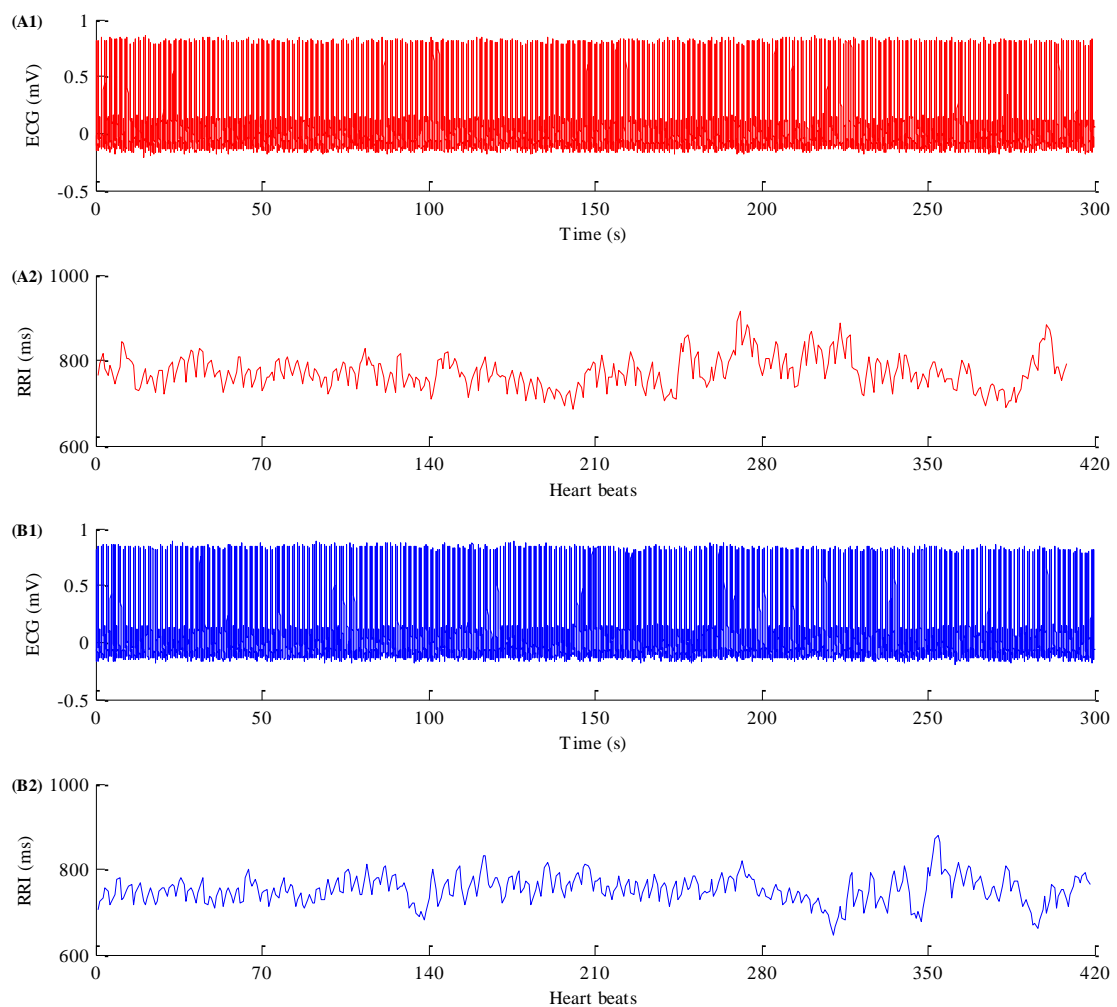 (A1)
ECG (mV)
1
0.5
0
-0.5
0 50 100 150 200 250 300
Time (s)
(A2)
RRI (ms)
1000
800
600
0 70 140 210 280 350 420
Heart beats
(B1)
ECG (mV)
1
0.5
0
-0.5
0 50 100 150 200 250 300
Time (s)
(B2)
RRI (ms)
1000
800
600
0 70 140 210 280 350 420
Heart beats